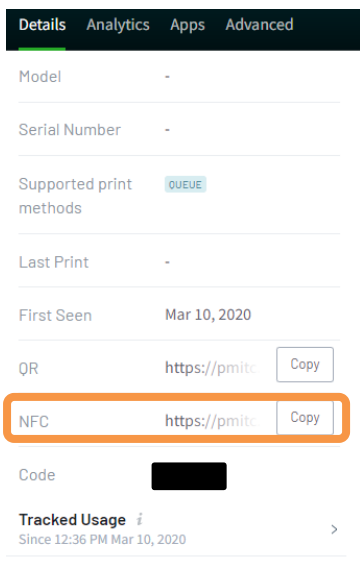 Details Analytics Apps Advanced
Model -
Serial Number -
Supported print QUEUE
methods
Last Print -
First Seen Mar 10, 2020
QR https://pmitc Copy
NFC https://pmitc Copy
Code
Tracked Usage i
Since 12:36 PM Mar 10, 2020